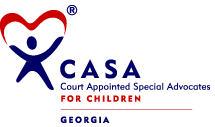 ®
CASA
Court Appointed Special Advocates
FOR CHILDREN
GEORGIA